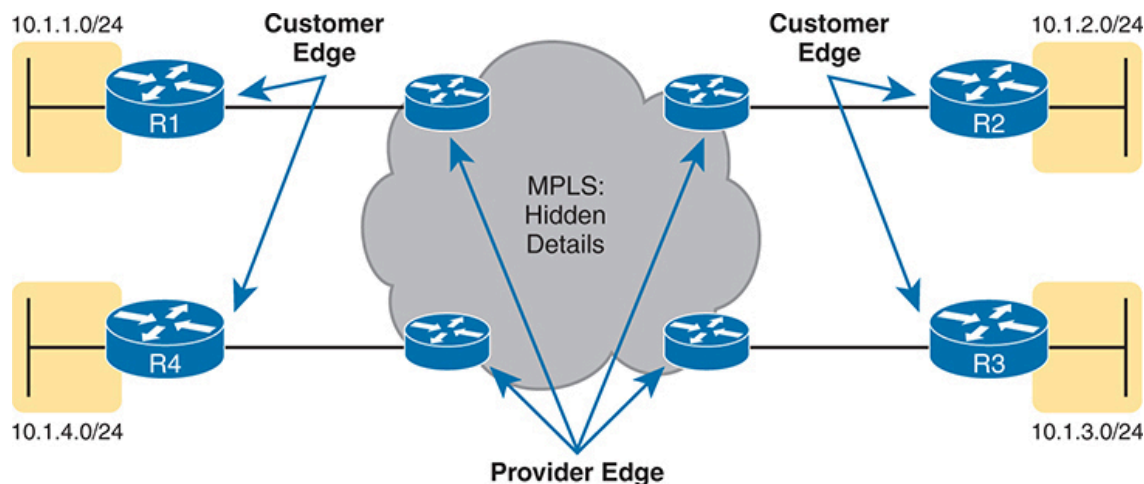 10.1.1.0/24
Customer
Edge
Customer
Edge
10.1.2.0/24
R1
R2
MPLS:
Hidden
Details
R4
R3
10.1.4.0/24
10.1.3.0/24
Provider Edge